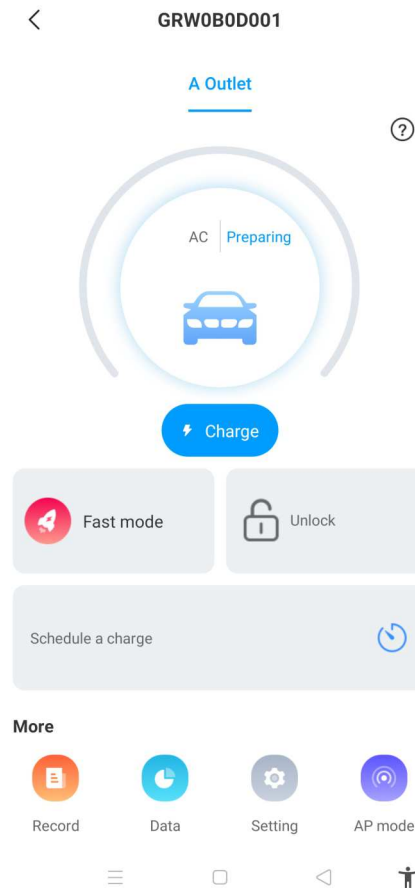 GRW0B0D001
A Outlet
?
AC Preparing
Charge
Fast mode
Unlock
Schedule a charge
More
Record Data Setting AP mode